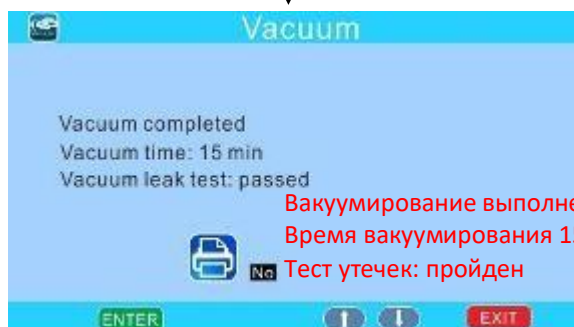 Vacuum
Vacuum completed
Vacuum time: 15 min
Vacuum leak test: passed
Вакуумирование выполне
Время вакуумирования 1
No Тест утечек: пройден
ENTER EXIT